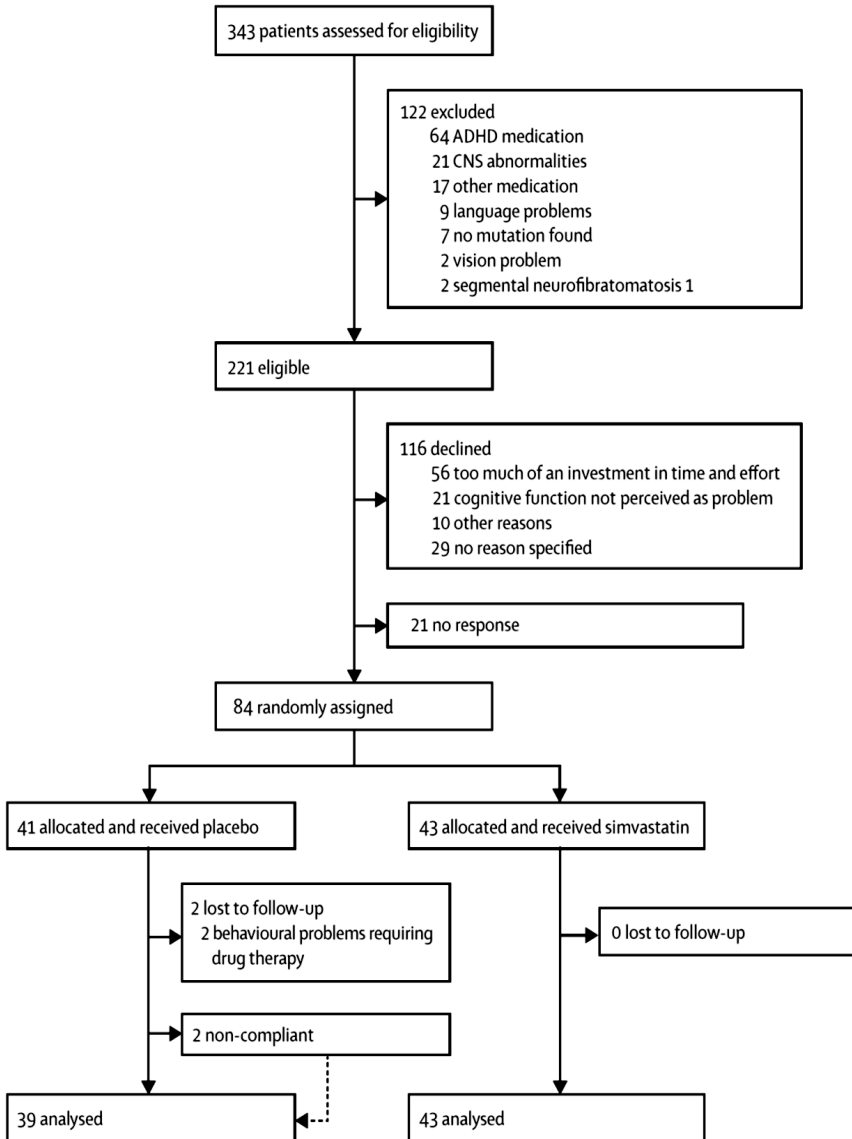 343 patients assessed for eligibility
122 excluded
64 ADHD medication
21 CNS abnormalities
17 other medication
9 language problems
7 no mutation found
2 vision problem
2 segmental neurofibratomatosis 1
221 eligible
116 declined
56 too much of an investment in time and effort
21 cognitive function not perceived as problem
10 other reasons
29 no reason specified
21 no response
84 randomly assigned
41 allocated and received placebo
43 allocated and received simvastatin
2 lost to follow-up
2 behavioural problems requiring
drug therapy
0 lost to follow-up
2 non-compliant
39 analysed
43 analysed